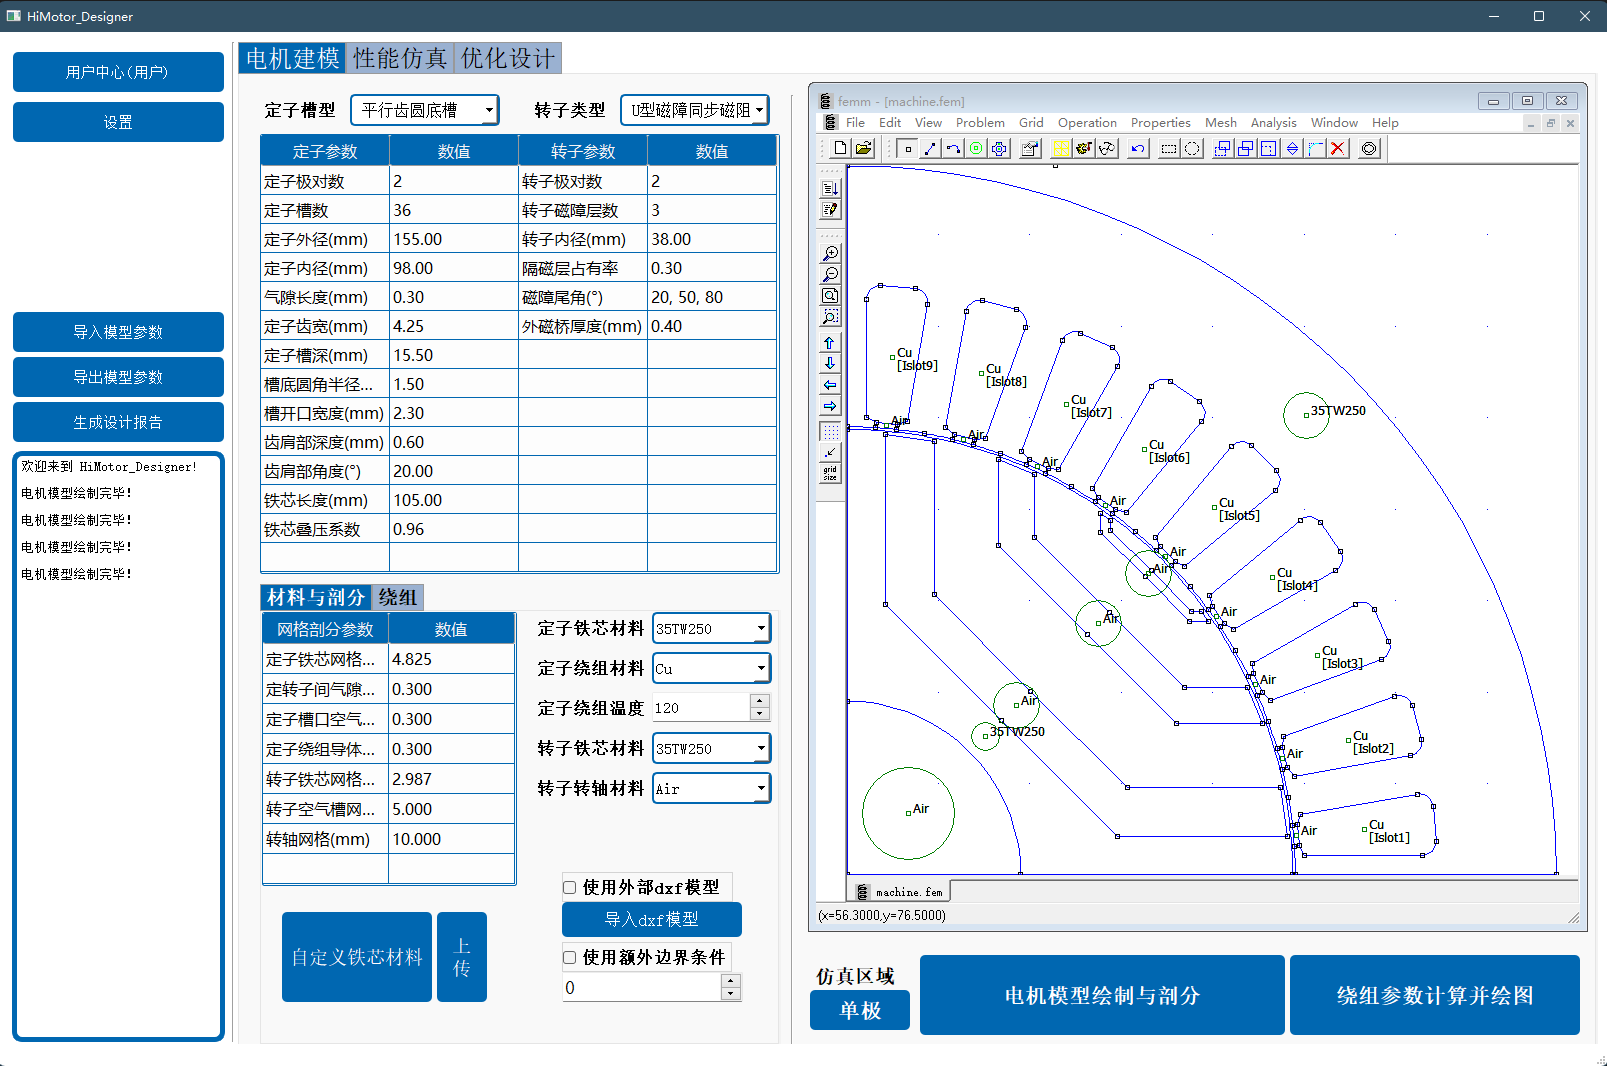 HiMotor_Designer
用户中心(用户)
设置
导入模型参数
导出模型参数
生成设计报告
欢迎来到 HiMotor_Designer!
电机模型绘制完毕!
电机模型绘制完毕!
电机模型绘制完毕!
电机模型绘制完毕!
电机建模 性能仿真 优化设计
定子槽型 平行齿圆底槽 转子类型 U型磁障同步磁阻
定子参数 数值 转子参数 数值
定子极对数 2 转子极对数 2
定子槽数 36 转子磁障层数 3
定子外径(mm) 155.00 转子内径(mm) 38.00
定子内径(mm) 98.00 隔磁层占有率 0.30
气隙长度(mm) 0.30 磁障尾角(°) 20, 50, 80
定子齿宽(mm) 4.25 外磁桥厚度(mm) 0.40
定子槽深(mm) 15.50
槽底圆角半径... 1.50
槽开口宽度(mm) 2.30
齿肩部深度(mm) 0.60
齿肩部角度(°) 20.00
铁芯长度(mm) 105.00
铁芯叠压系数 0.96
材料与剖分 绕组
网格剖分参数 数值
定子铁芯网格... 4.825
定转子间气隙... 0.300
定子槽口空气... 0.300
定子绕组导体... 0.300
转子铁芯网格... 2.987
转子空气槽网... 5.000
转轴网格(mm) 10.000
定子铁芯材料 35TW250
定子绕组材料 Cu
定子绕组温度 120
转子铁芯材料 35TW250
转子转轴材料 Air
自定义铁芯材料
上传
使用外部dxf模型
导入dxf模型
使用额外边界条件
0
femm - [machine.fem]
File Edit View Problem Grid Operation Properties Mesh Analysis Window Help
grid
size
Cu
[Islot9]
Cu
[Islot8]
Cu
[Islot7]
Cu
[Islot6]
Cu
[Islot5]
Cu
[Islot4]
Cu
[Islot3]
Cu
[Islot2]
Cu
[Islot1]
35TW250
Air
Air
Air
Air
Air
Air
Air
Air
Air
Air
Air
Air
35TW250
Air
machine.fem
(x=56.3000,y=76.5000)
仿真区域
单极
电机模型绘制与剖分
绕组参数计算并绘图